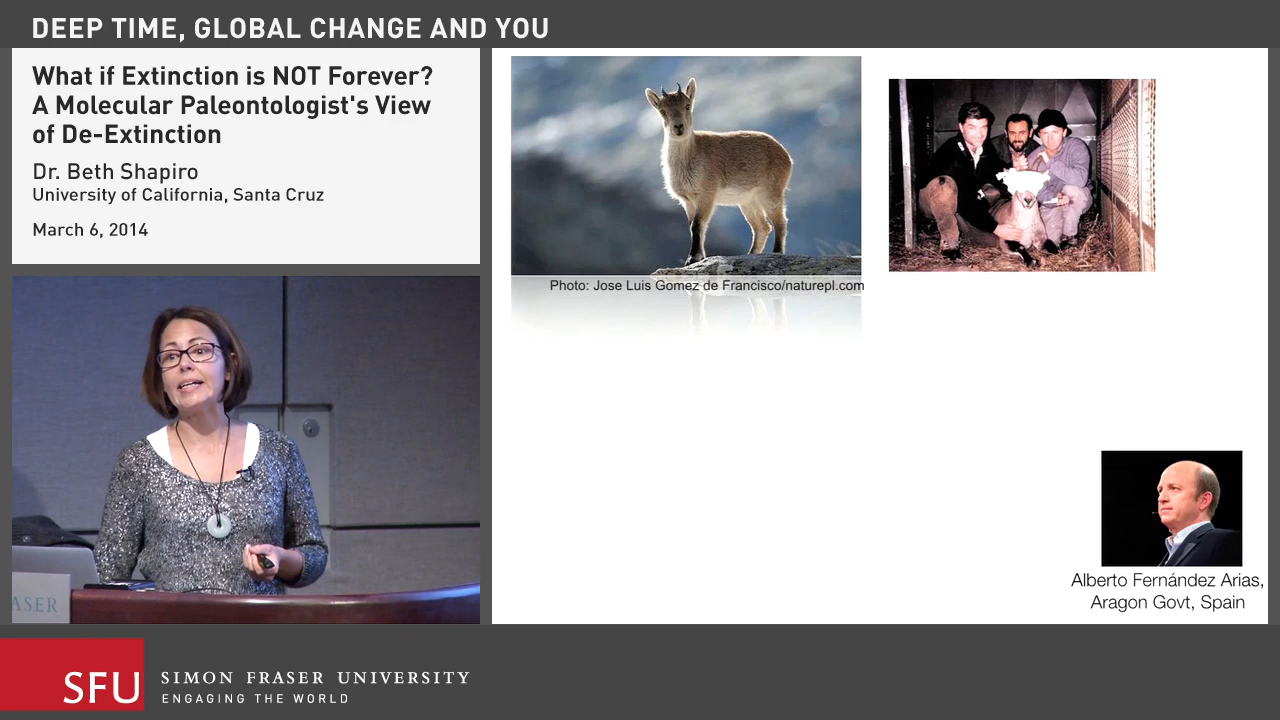 DEEP TIME, GLOBAL CHANGE AND YOU
What if Extinction is NOT Forever?
A Molecular Paleontologist's View
of De-Extinction
Dr. Beth Shapiro
University of California, Santa Cruz
March 6, 2014
Photo: Jose Luis Gomez de Francisco/naturepl.com
Alberto Fernández Arias,
Aragon Govt, Spain
ASER
SFU
SIMON FRASER UNIVERSITY
ENGAGING THE WORLD